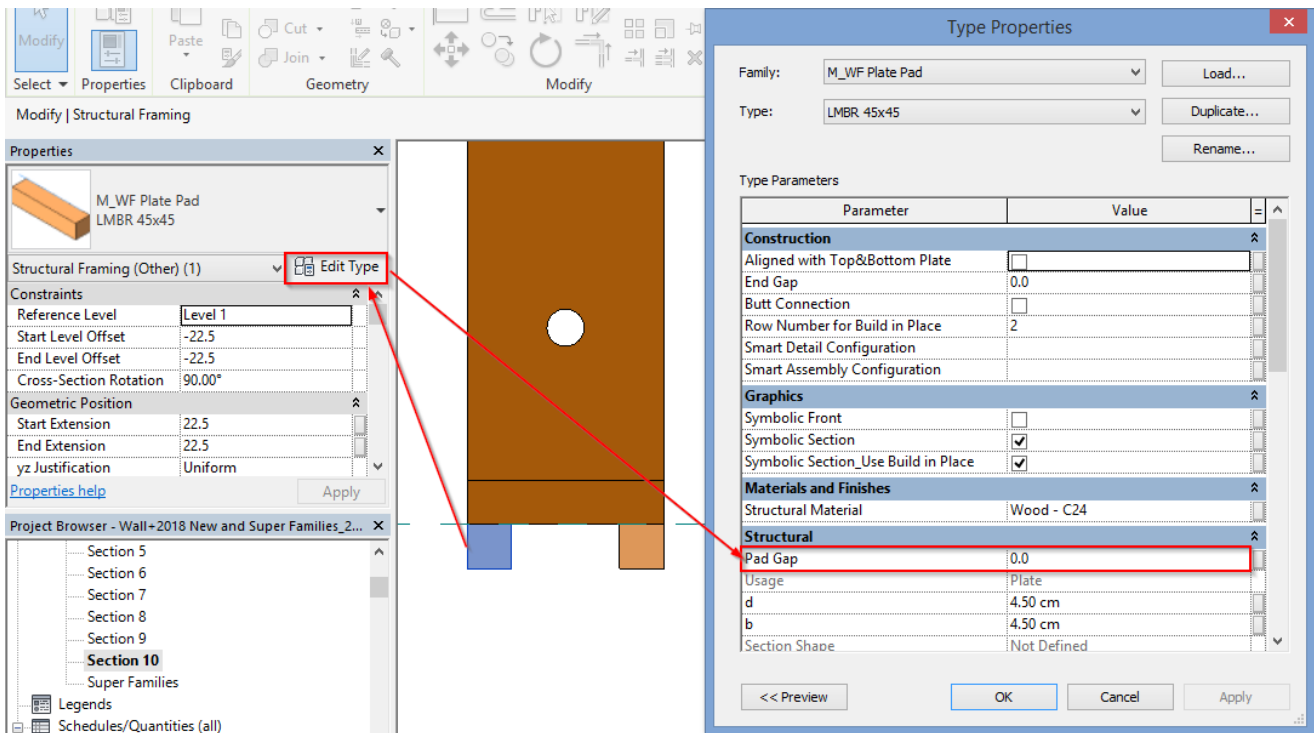 Modify
Select
Properties
Paste
Clipboard
Cut
Join
Geometry
Modify
Modify | Structural Framing
Properties
M_WF Plate Pad
LMBR 45x45
Structural Framing (Other) (1)
Edit Type
Constraints
Reference Level Level 1
Start Level Offset -22.5
End Level Offset -22.5
Cross-Section Rotation 90.00°
Geometric Position
Start Extension 22.5
End Extension 22.5
yz Justification Uniform
Properties help
Apply
Project Browser - Wall+2018 New and Super Families_2...
Section 5
Section 6
Section 7
Section 8
Section 9
Section 10
Super Families
Legends
Schedules/Quantities (all)
Type Properties
Family: M_WF Plate Pad Load...
Type: LMBR 45x45 Duplicate...
Rename...
Type Parameters
Parameter Value =
Construction
Aligned with Top&Bottom Plate
End Gap 0.0
Butt Connection
Row Number for Build in Place 2
Smart Detail Configuration
Smart Assembly Configuration
Graphics
Symbolic Front
Symbolic Section
Symbolic Section_Use Build in Place
Materials and Finishes
Structural Material Wood - C24
Structural
Pad Gap 0.0
Usage Plate
d 4.50 cm
b 4.50 cm
Section Shape Not Defined
<< Preview OK Cancel Apply